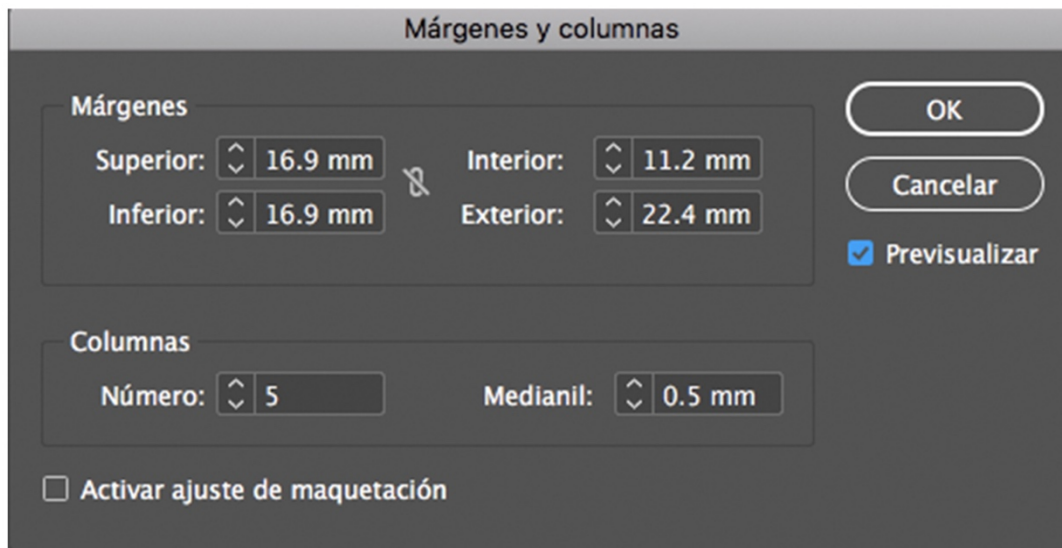 Márgenes y columnas
Márgenes
Superior: 16.9 mm
Interior: 11.2 mm
Inferior: 16.9 mm
Exterior: 22.4 mm
OK
Cancelar
Previsualizar
Columnas
Número: 5
Medianil: 0.5 mm
Activar ajuste de maquetación